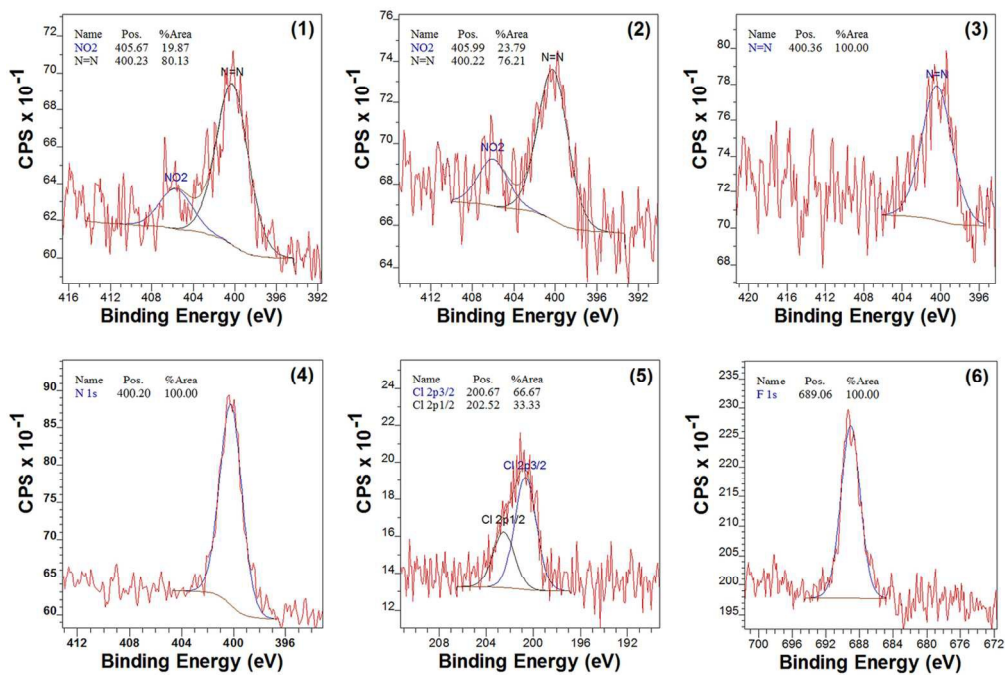 (1)
Name Pos. %Area
NO2 405.67 19.87
N=N 400.23 80.13
N=N
NO2
72
70
68
66
64
62
60
CPS x 10⁻¹
416 412 408 404 400 396 392
Binding Energy (eV)
(2)
Name Pos. %Area
NO2 405.99 23.79
N=N 400.22 76.21
N=N
NO2
74
72
70
68
66
64
CPS x 10⁻¹
412 408 404 400 396 392
Binding Energy (eV)
(3)
Name Pos. %Area
N=N 400.36 100.00
N=N
80
78
76
74
72
70
68
CPS x 10⁻¹
420 416 412 408 404 400 396
Binding Energy (eV)
(4)
Name Pos. %Area
N 1s 400.20 100.00
90
85
80
75
70
65
60
CPS x 10⁻¹
412 408 404 400 396
Binding Energy (eV)
(5)
Name Pos. %Area
Cl 2p3/2 200.67 66.67
Cl 2p1/2 202.52 33.33
Cl 2p3/2
Cl 2p1/2
24
22
20
18
16
14
12
CPS x 10⁻¹
208 206 200 196 190
Binding Energy (eV)
(6)
Name Pos. %Area
F 1s 689.06 100.00
235
230
225
220
215
210
205
200
195
CPS x 10⁻¹
700 696 692 688 684 680 676 672
Binding Energy (eV)